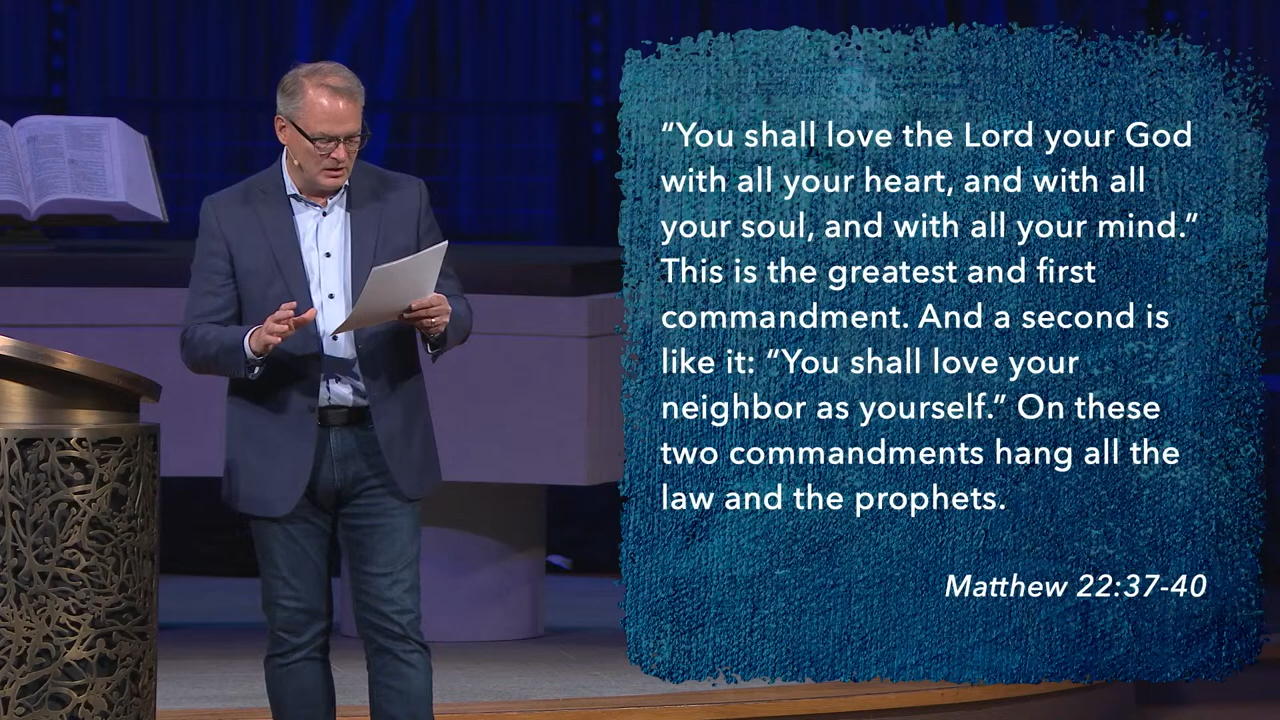 “You shall love the Lord your God
with all your heart, and with all
your soul, and with all your mind.”
This is the greatest and first
commandment. And a second is
like it: “You shall love your
neighbor as yourself.” On these
two commandments hang all the
law and the prophets.
Matthew 22:37-40